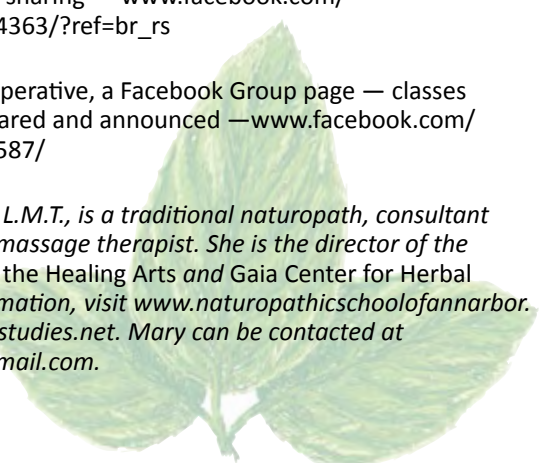 sharing — www.facebook.com/
4363/?ref=br_rs
perative, a Facebook Group page — classes
ared and announced —www.facebook.com/
587/
L.M.T., is a traditional naturopath, consultant
massage therapist. She is the director of the
the Healing Arts and Gaia Center for Herbal
mation, visit www.naturopathicschoolofannarbor.
studies.net. Mary can be contacted at
mail.com.